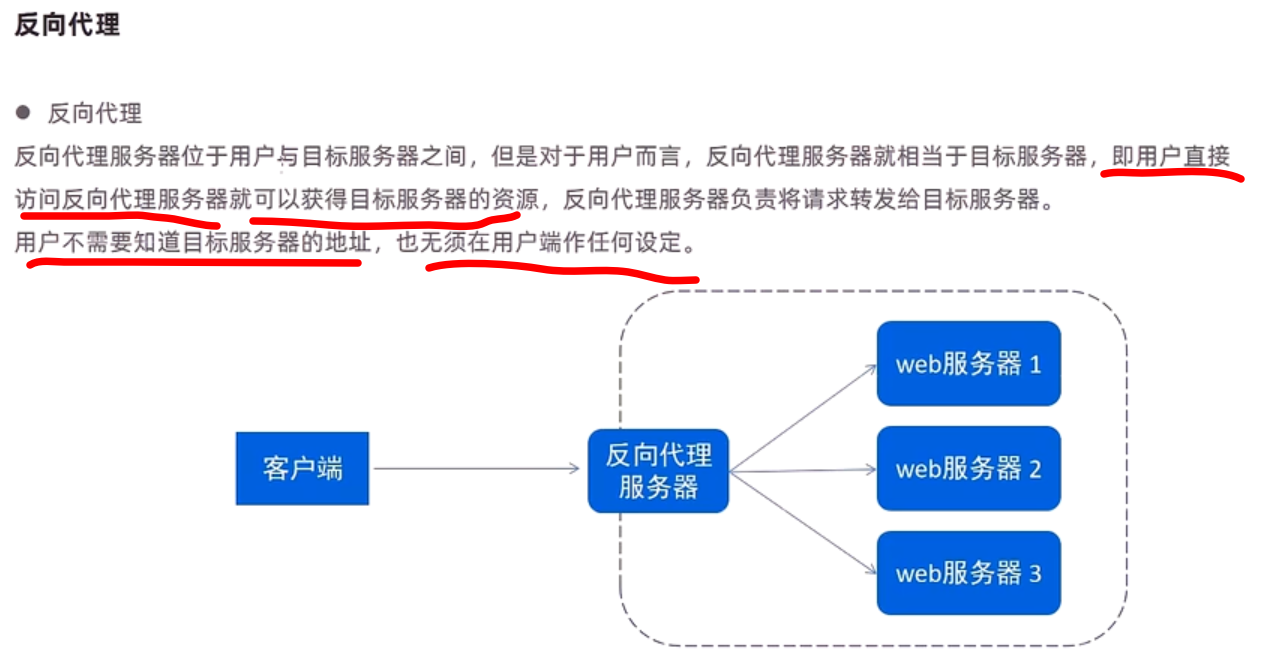 反向代理
● 反向代理
反向代理服务器位于用户与目标服务器之间，但是对于用户而言，反向代理服务器就相当于目标服务器，即用户直接
访问反向代理服务器就可以获得目标服务器的资源，反向代理服务器负责将请求转发给目标服务器。
用户不需要知道目标服务器的地址，也无须在用户端作任何设定。
客户端
反向代理
服务器
web服务器 1
web服务器 2
web服务器 3